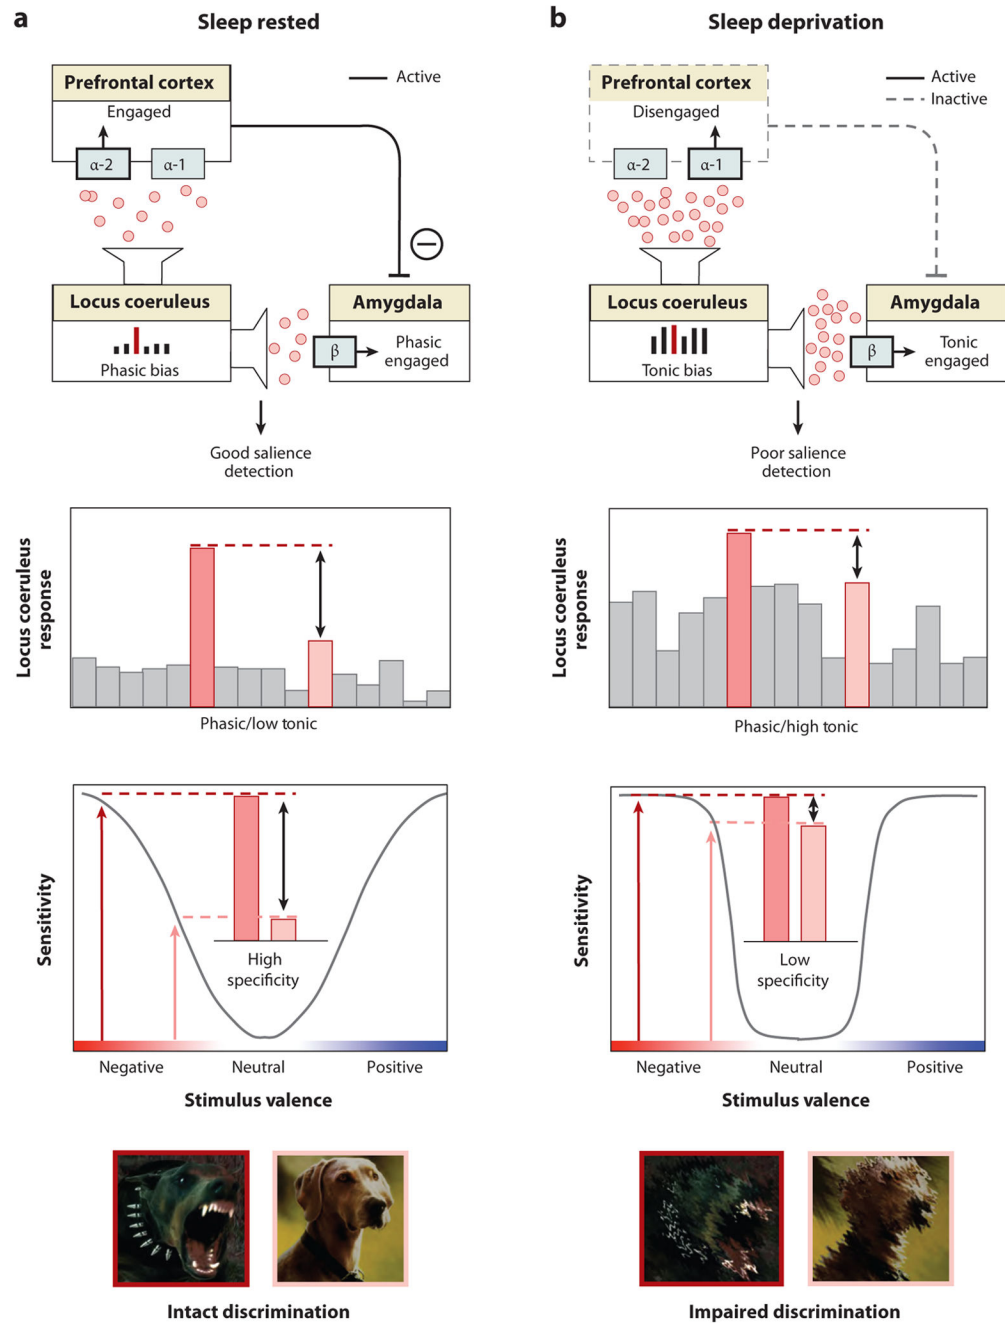 a
Sleep rested
Prefrontal cortex
Active
Engaged
α-2
α-1
Locus coeruleus
Phasic bias
Amygdala
β
Phasic
engaged
Good salience
detection
Locus coeruleus
response
Phasic/low tonic
Sensitivity
High
specificity
Negative
Neutral
Positive
Stimulus valence
Intact discrimination
b
Sleep deprivation
Prefrontal cortex
Active
Inactive
Disengaged
α-2
α-1
Locus coeruleus
Tonic bias
Amygdala
β
Tonic
engaged
Poor salience
detection
Locus coeruleus
response
Phasic/high tonic
Sensitivity
Low
specificity
Negative
Neutral
Positive
Stimulus valence
Impaired discrimination